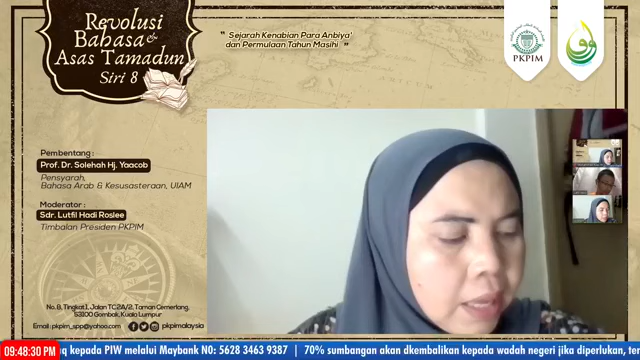 Revolusi
Bahasa &
Asas Tamadun
Siri 8
" Sejarah Kenabian Para Anbiya'
dan Permulaan Tahun Masihi "
PKPIM
Pembentang :
Prof. Dr. Solehah Hj. Yaacob
Pensyarah,
Bahasa Arab & Kesusasteraan, UIAM
Moderator :
Sdr. Lutfil Hadi Roslee
Timbalan Presiden PKPIM
No. 8, Tingkat 1, Jalan TC2A/2, Taman Cemerlang,
53100 Gombak, Kuala Lumpur
Email : pkpim_spp@yahoo.com pkpimalaysia
09:48:30 PM aq kepada PIW melalui Maybank NO: 5628 3463 9387 | 70% sumbangan akan dkembalikan kepada wadah negeri jika diperlukan, ter